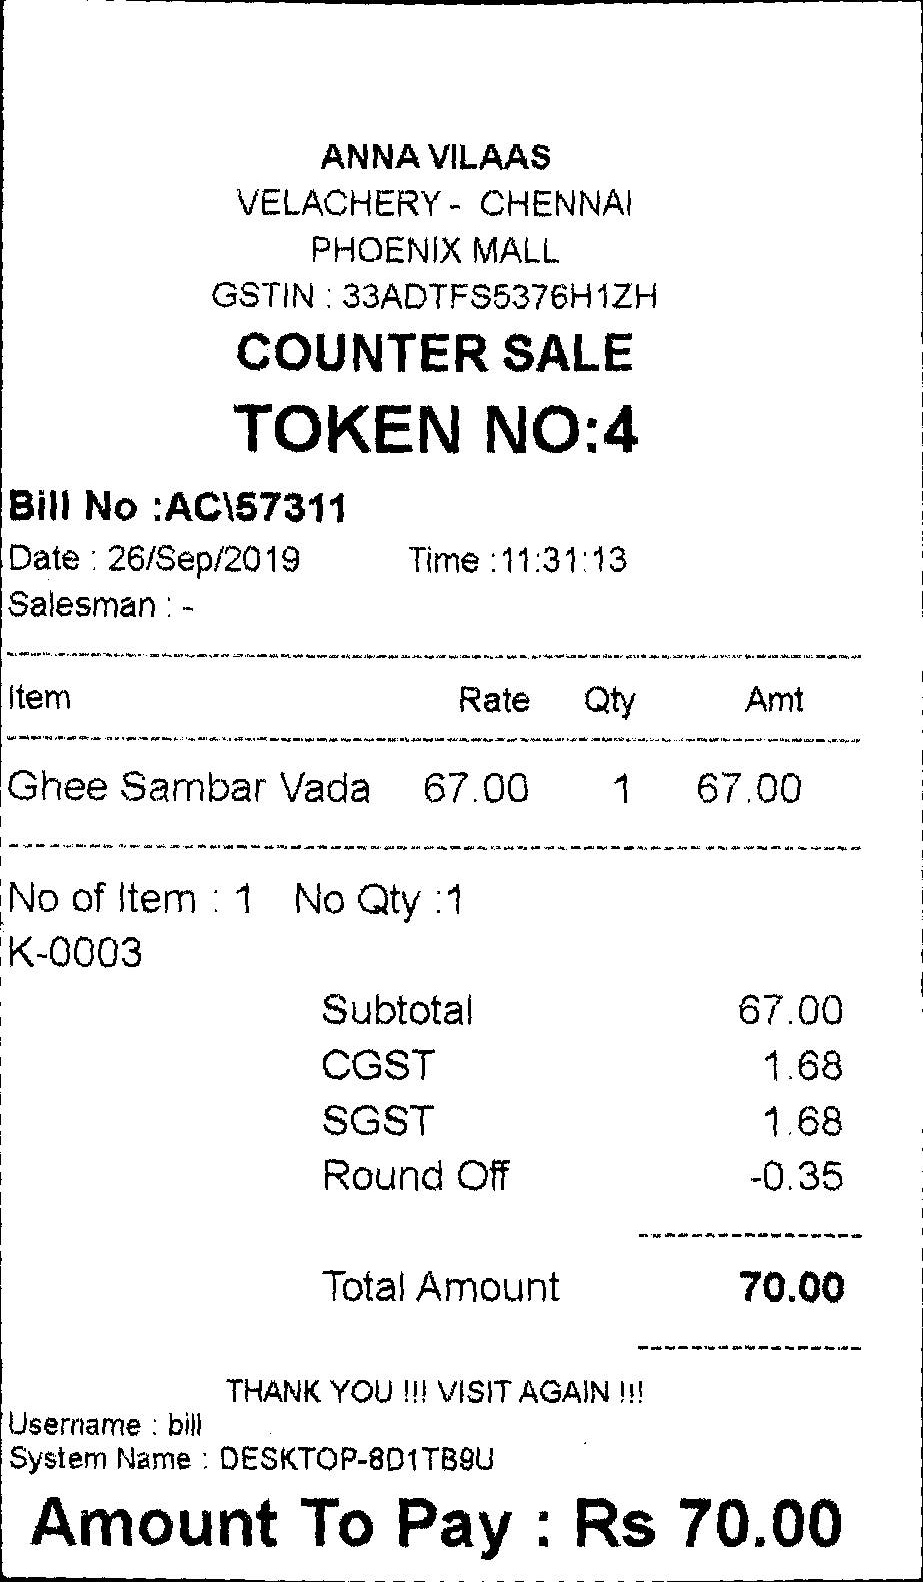 ANNA VILAAS
VELACHERY - CHENNAI
PHOENIX MALL
GSTIN : 33ADTFS5376H1ZH
COUNTER SALE
TOKEN NO:4
Bill No :AC\57311
Date : 26/Sep/2019 Time :11:31:13
Salesman : -
Item Rate Qty Amt
Ghee Sambar Vada 67.00 1 67.00
No of Item : 1 No Qty :1
K-0003
Subtotal 67.00
CGST 1.68
SGST 1.68
Round Off -0.35
Total Amount 70.00
THANK YOU !!! VISIT AGAIN !!!
Username : bill
System Name : DESKTOP-8D1TB9U
Amount To Pay : Rs 70.00